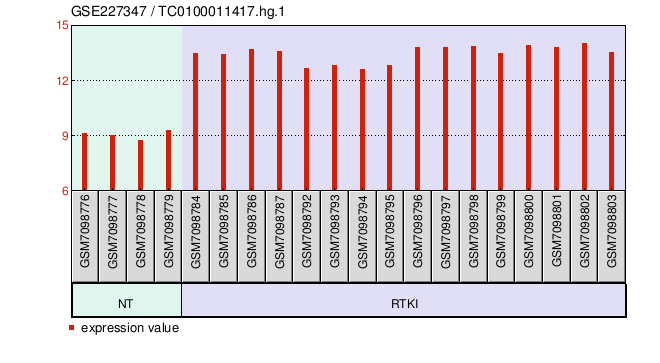 GSE227347 / TC0100011417.hg.1
15
12
9
6
GSM7098776
GSM7098777
GSM7098778
GSM7098779
GSM7098784
GSM7098785
GSM7098786
GSM7098787
GSM7098792
GSM7098793
GSM7098794
GSM7098795
GSM7098796
GSM7098797
GSM7098798
GSM7098799
GSM7098800
GSM7098801
GSM7098802
GSM7098803
NT
RTKI
expression value